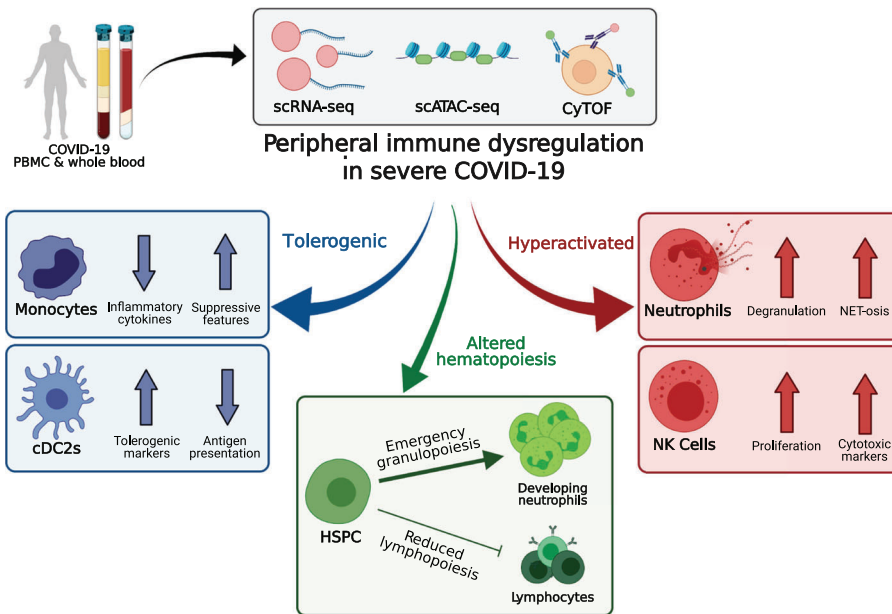 COVID-19
PBMC & whole blood
scRNA-seq
scATAC-seq
CyTOF
Peripheral immune dysregulation
in severe COVID-19
Tolerogenic
Hyperactivated
Altered
hematopoiesis
Monocytes
Inflammatory
cytokines
Suppressive
features
cDC2s
Tolerogenic
markers
Antigen
presentation
Neutrophils
Degranulation
NET-osis
NK Cells
Proliferation
Cytotoxic
markers
HSPC
Emergency
granulopoiesis
Developing
neutrophils
Reduced
lymphopoiesis
Lymphocytes